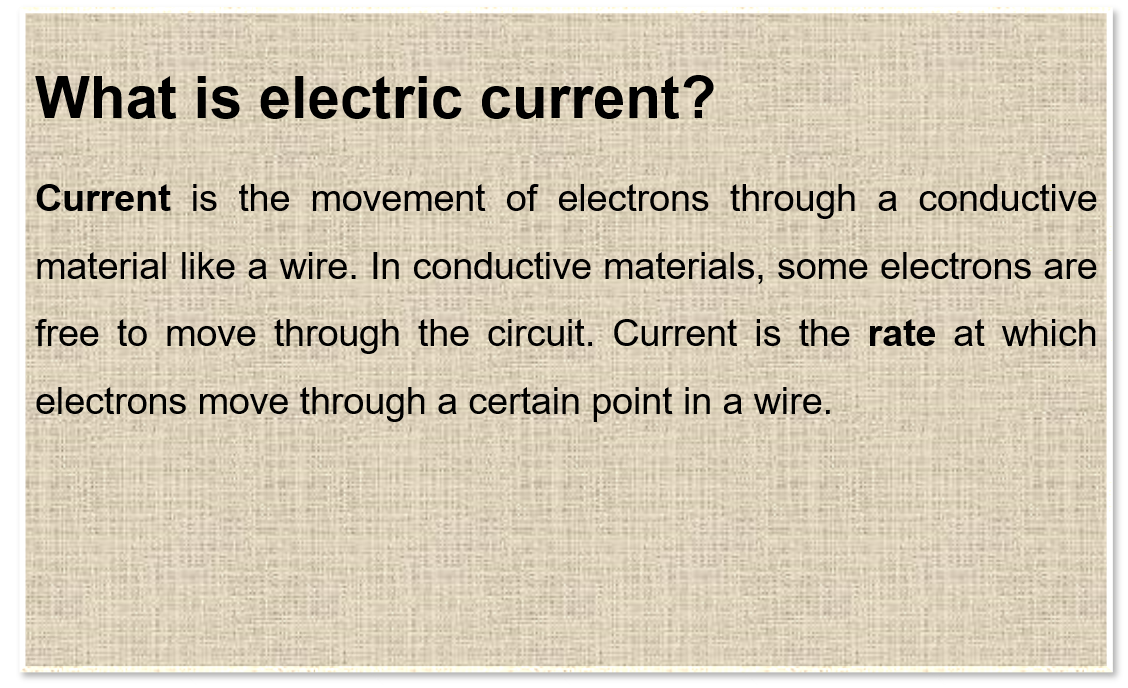 What is electric current?
Current is the movement of electrons through a conductive
material like a wire. In conductive materials, some electrons are
free to move through the circuit. Current is the rate at which
electrons move through a certain point in a wire.